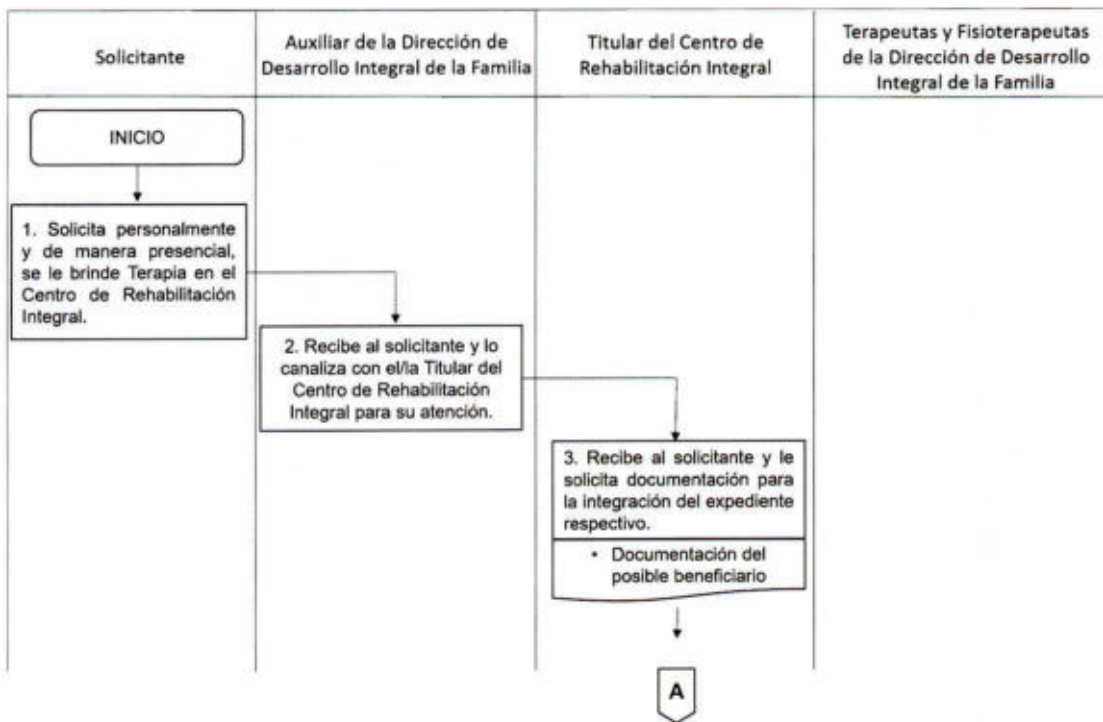 Solicitante
Auxiliar de la Dirección de
Desarrollo Integral de la Familia
Titular del Centro de
Rehabilitación Integral
Terapeutas y Fisioterapeutas
de la Dirección de Desarrollo
Integral de la Familia
INICIO
1. Solicita personalmente
y de manera presencial,
se le brinde Terapia en el
Centro de Rehabilitación
Integral.
2. Recibe al solicitante y lo
canaliza con el/la Titular del
Centro de Rehabilitación
Integral para su atención.
3. Recibe al solicitante y le
solicita documentación para
la integración del expediente
respectivo.
• Documentación del
posible beneficiario
A